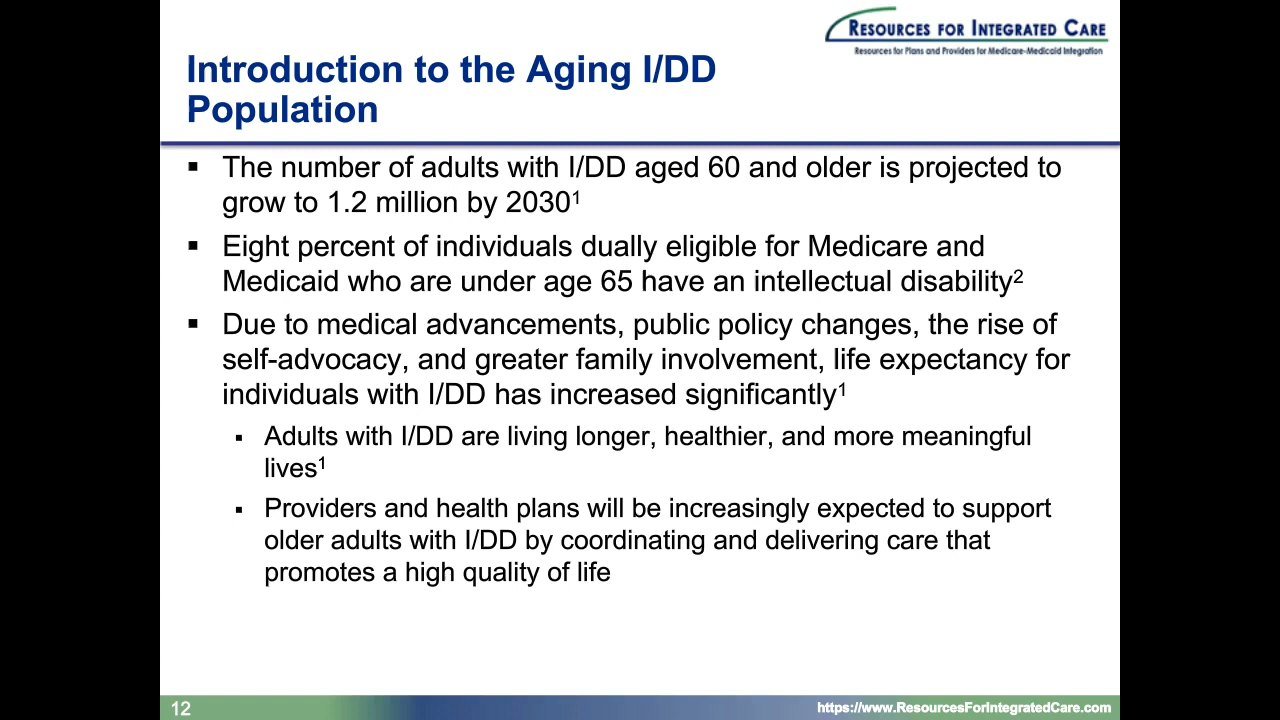 RESOURCES FOR INTEGRATED CARE
Resources for Plans and Providers for Medicare-Medicaid Integration
Introduction to the Aging I/DD
Population
▪ The number of adults with I/DD aged 60 and older is projected to
grow to 1.2 million by 2030¹
▪ Eight percent of individuals dually eligible for Medicare and
Medicaid who are under age 65 have an intellectual disability²
▪ Due to medical advancements, public policy changes, the rise of
self-advocacy, and greater family involvement, life expectancy for
individuals with I/DD has increased significantly¹
▪ Adults with I/DD are living longer, healthier, and more meaningful
lives¹
▪ Providers and health plans will be increasingly expected to support
older adults with I/DD by coordinating and delivering care that
promotes a high quality of life
12
https://www.ResourcesForIntegratedCare.com